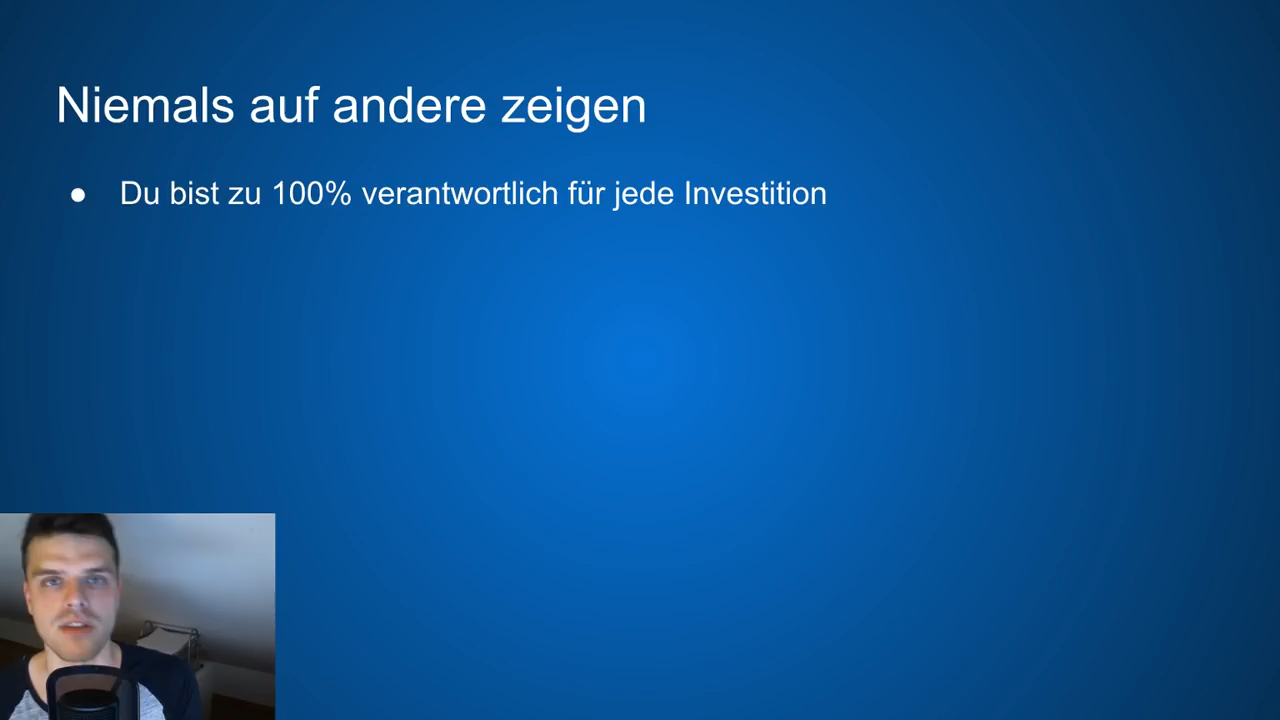 Niemals auf andere zeigen
● Du bist zu 100% verantwortlich für jede Investition